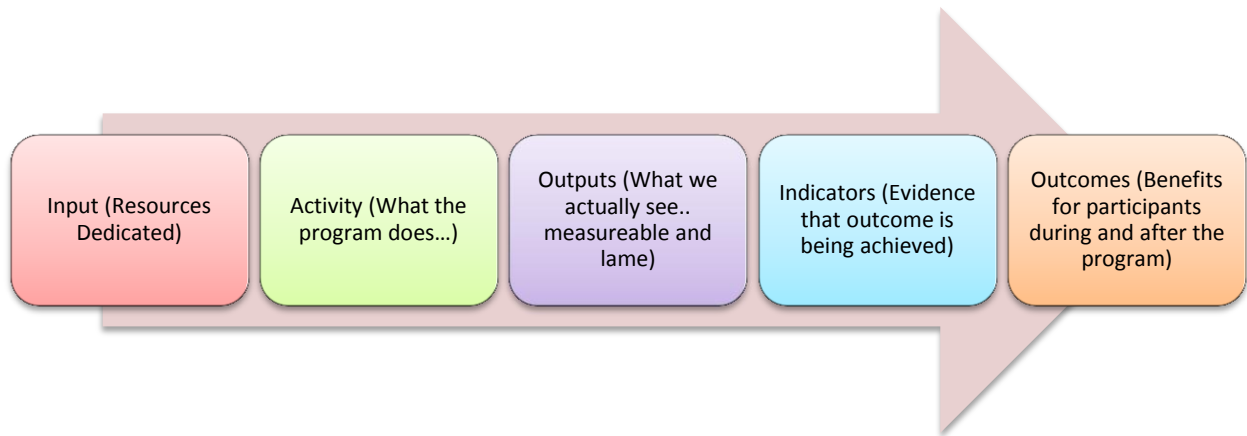 Input (Resources
Dedicated)
Activity (What the
program does…)
Outputs (What we
actually see..
measureable and
lame)
Indicators (Evidence
that outcome is
being achieved)
Outcomes (Benefits
for participants
during and after the
program)